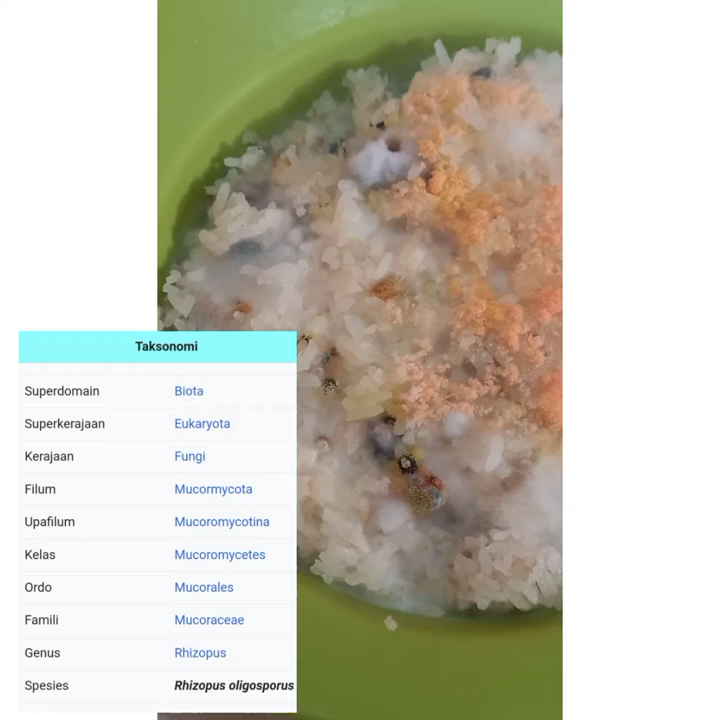 Taksonomi
Superdomain Biota
Superkerajaan Eukaryota
Kerajaan Fungi
Filum Mucormycota
Upafilum Mucoromycotina
Kelas Mucoromycetes
Ordo Mucorales
Famili Mucoraceae
Genus Rhizopus
Spesies Rhizopus oligosporus